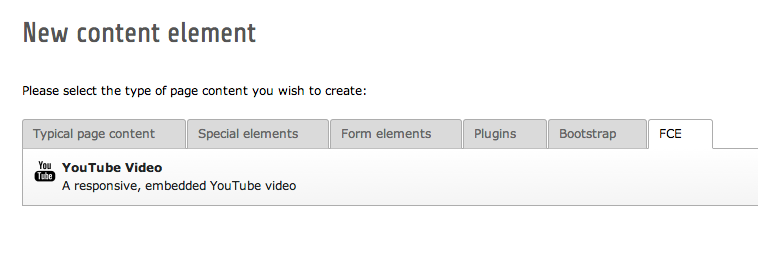 New content element
Please select the type of page content you wish to create:
Typical page content Special elements Form elements Plugins Bootstrap FCE
You
Tube
YouTube Video
A responsive, embedded YouTube video